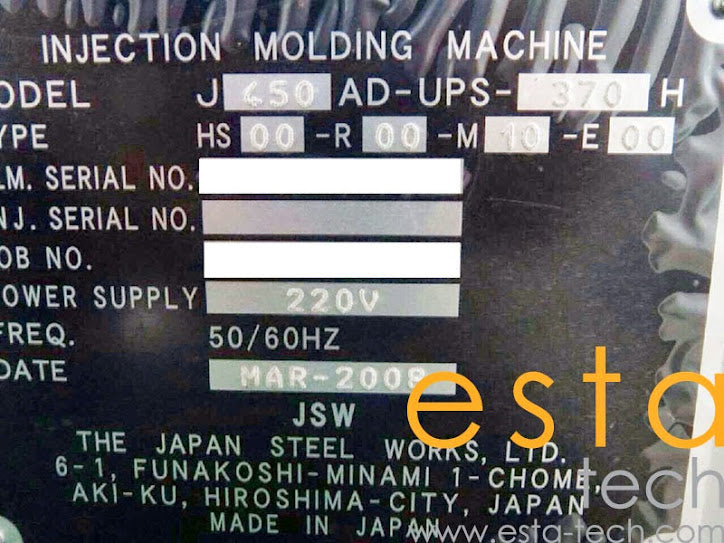 INJECTION MOLDING MACHINE
ODEL J 450 AD-UPS- 370 H
YPE HS 00 -R 00 -M 10 -E 00
LM. SERIAL NO.
NJ. SERIAL NO.
OB NO.
OWER SUPPLY 220V
FREQ. 50/60HZ
DATE MAR-2008
JSW
THE JAPAN STEEL WORKS, LTD.
6-1, FUNAKOSHI-MINAMI 1-CHOME,
AKI-KU, HIROSHIMA-CITY, JAPAN
MADE IN JAPAN
esta
tech
www.esta-tech.com